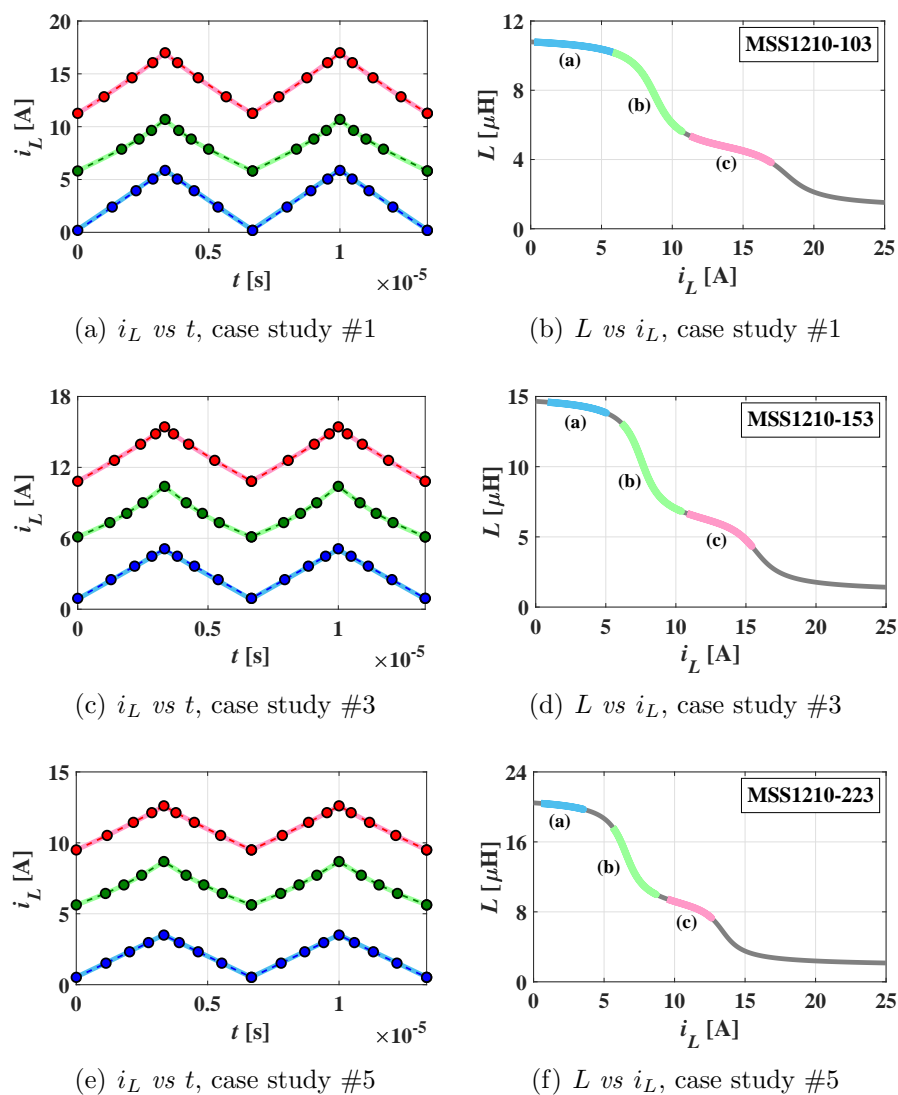 20
15
10
5
0
i_L [A]
0
0.5
1
t [s]
×10⁻⁵
(a) i_L vs t, case study #1
12
8
4
0
L [μH]
MSS1210-103
(a)
(b)
(c)
0 5 10 15 20 25
i_L [A]
(b) L vs i_L, case study #1
18
12
6
0
i_L [A]
0
0.5
1
t [s]
×10⁻⁵
(c) i_L vs t, case study #3
15
10
5
0
L [μH]
MSS1210-153
(a)
(b)
(c)
0 5 10 15 20 25
i_L [A]
(d) L vs i_L, case study #3
15
10
5
0
i_L [A]
0
0.5
1
t [s]
×10⁻⁵
(e) i_L vs t, case study #5
24
16
8
0
L [μH]
MSS1210-223
(a)
(b)
(c)
0 5 10 15 20 25
i_L [A]
(f) L vs i_L, case study #5